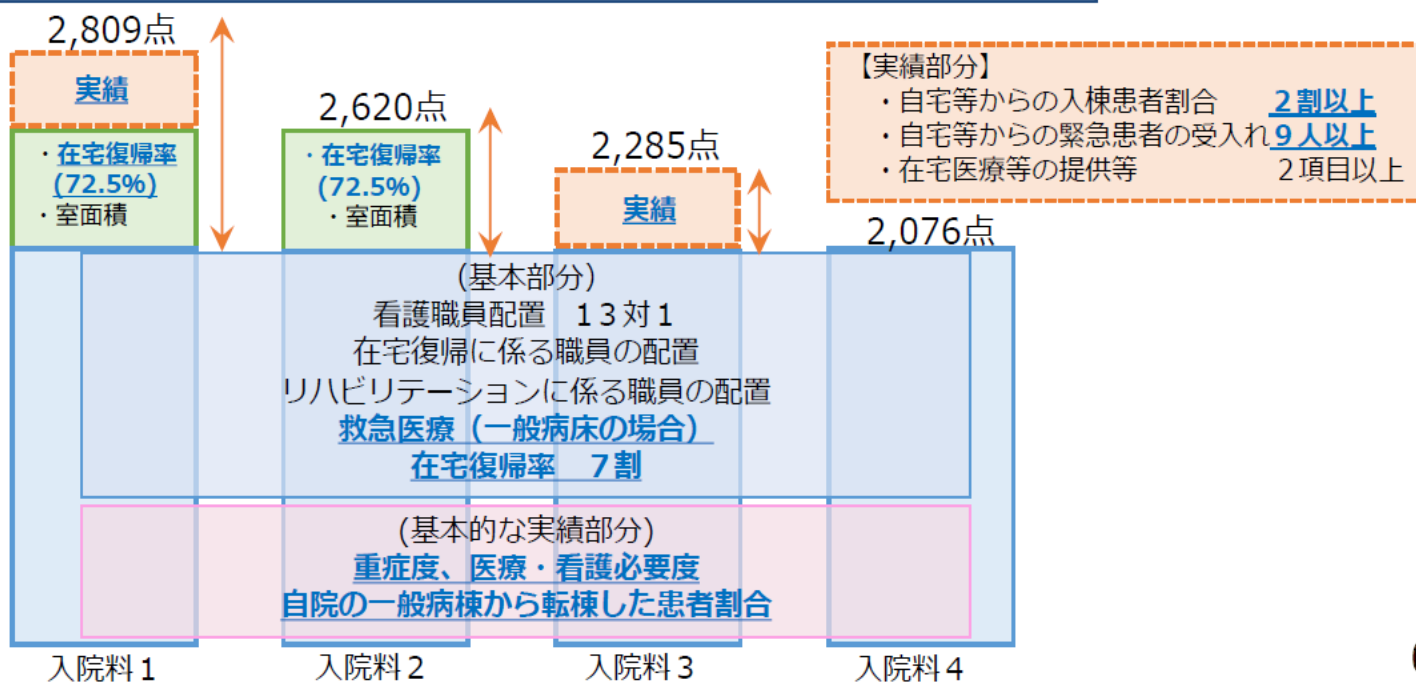 2,809点
実績
・在宅復帰率
(72.5%)
・室面積
2,620点
・在宅復帰率
(72.5%)
・室面積
2,285点
実績
【実績部分】
・自宅等からの入棟患者割合 ２割以上
・自宅等からの緊急患者の受入れ ９人以上
・在宅医療等の提供等 ２項目以上
2,076点
(基本部分)
看護職員配置 １３対１
在宅復帰に係る職員の配置
リハビリテーションに係る職員の配置
救急医療（一般病床の場合）
在宅復帰率 ７割
(基本的な実績部分)
重症度、医療・看護必要度
自院の一般病棟から転棟した患者割合
入院料１
入院料２
入院料３
入院料４